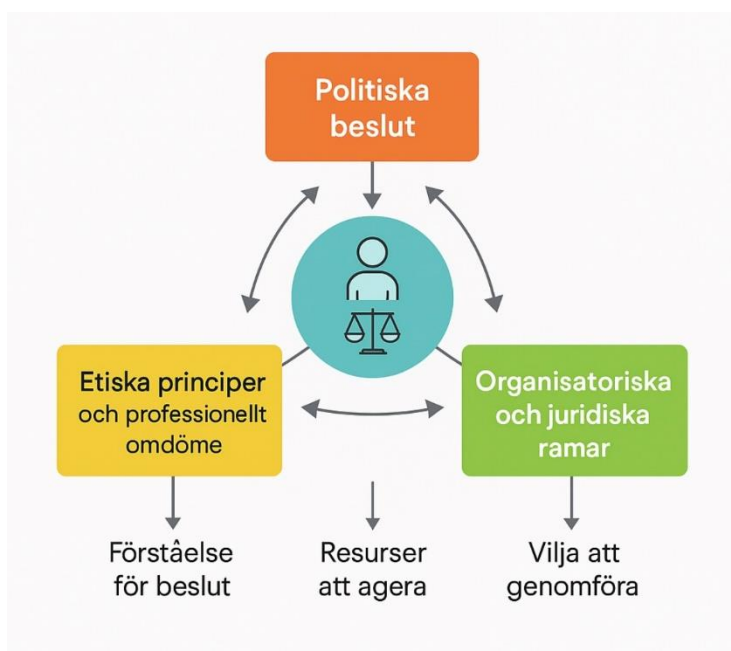 Politiska
beslut
Etiska principer
och professionellt
omdöme
Organisatoriska
och juridiska
ramar
Förståelse
för beslut
Resurser
att agera
Vilja att
genomföra